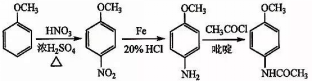 OCH₃ OCH₃ OCH₃ OCH₃
HNO₃ Fe CH₃COCl
浓H₂SO₄ 20% HCl 吡啶
△
NO₂ NH₂ NHCOCH₃